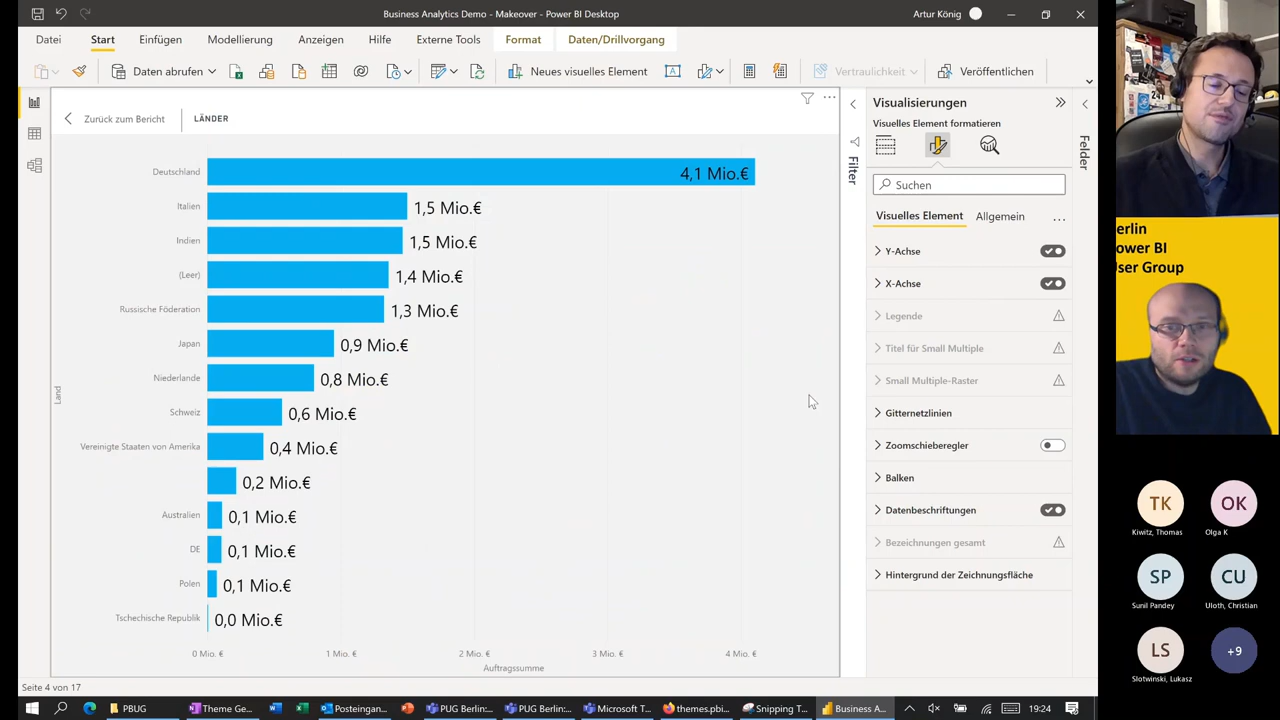 Business Analytics Demo - Makeover - Power BI Desktop
Artur König
Datei
Start
Einfügen
Modellierung
Anzeigen
Hilfe
Externe Tools
Format
Daten/Drillvorgang
Daten abrufen
Neues visuelles Element
Vertraulichkeit
Veröffentlichen
Zurück zum Bericht
LÄNDER
Deutschland
4,1 Mio.€
Italien
1,5 Mio.€
Indien
1,5 Mio.€
(Leer)
1,4 Mio.€
Russische Föderation
1,3 Mio.€
Japan
0,9 Mio.€
Niederlande
0,8 Mio.€
Schweiz
0,6 Mio.€
Vereinigte Staaten von Amerika
0,4 Mio.€
0,2 Mio.€
Australien
0,1 Mio.€
DE
0,1 Mio.€
Polen
0,1 Mio.€
Tschechische Republik
0,0 Mio.€
Land
0 Mio. €
1 Mio. €
2 Mio. €
3 Mio. €
4 Mio. €
Auftragssumme
Filter
Visualisierungen
Visuelles Element formatieren
Suchen
Visuelles Element
Allgemein
Y-Achse
X-Achse
Legende
Titel für Small Multiple
Small Multiple-Raster
Gitternetzlinien
Zoomschieberegler
Balken
Datenbeschriftungen
Bezeichnungen gesamt
Hintergrund der Zeichnungsfläche
Felder
erlin
ower BI
ser Group
TK
Kiwitz, Thomas
OK
Olga K
SP
Sunil Pandey
CU
Uloth, Christian
LS
Slotwinski, Lukasz
+9
Seite 4 von 17
PBUG
Theme Ge...
Posteingan...
PUG Berlin:...
PUG Berlin:...
Microsoft T...
themes.pbi...
Snipping T...
Business A...
19:24